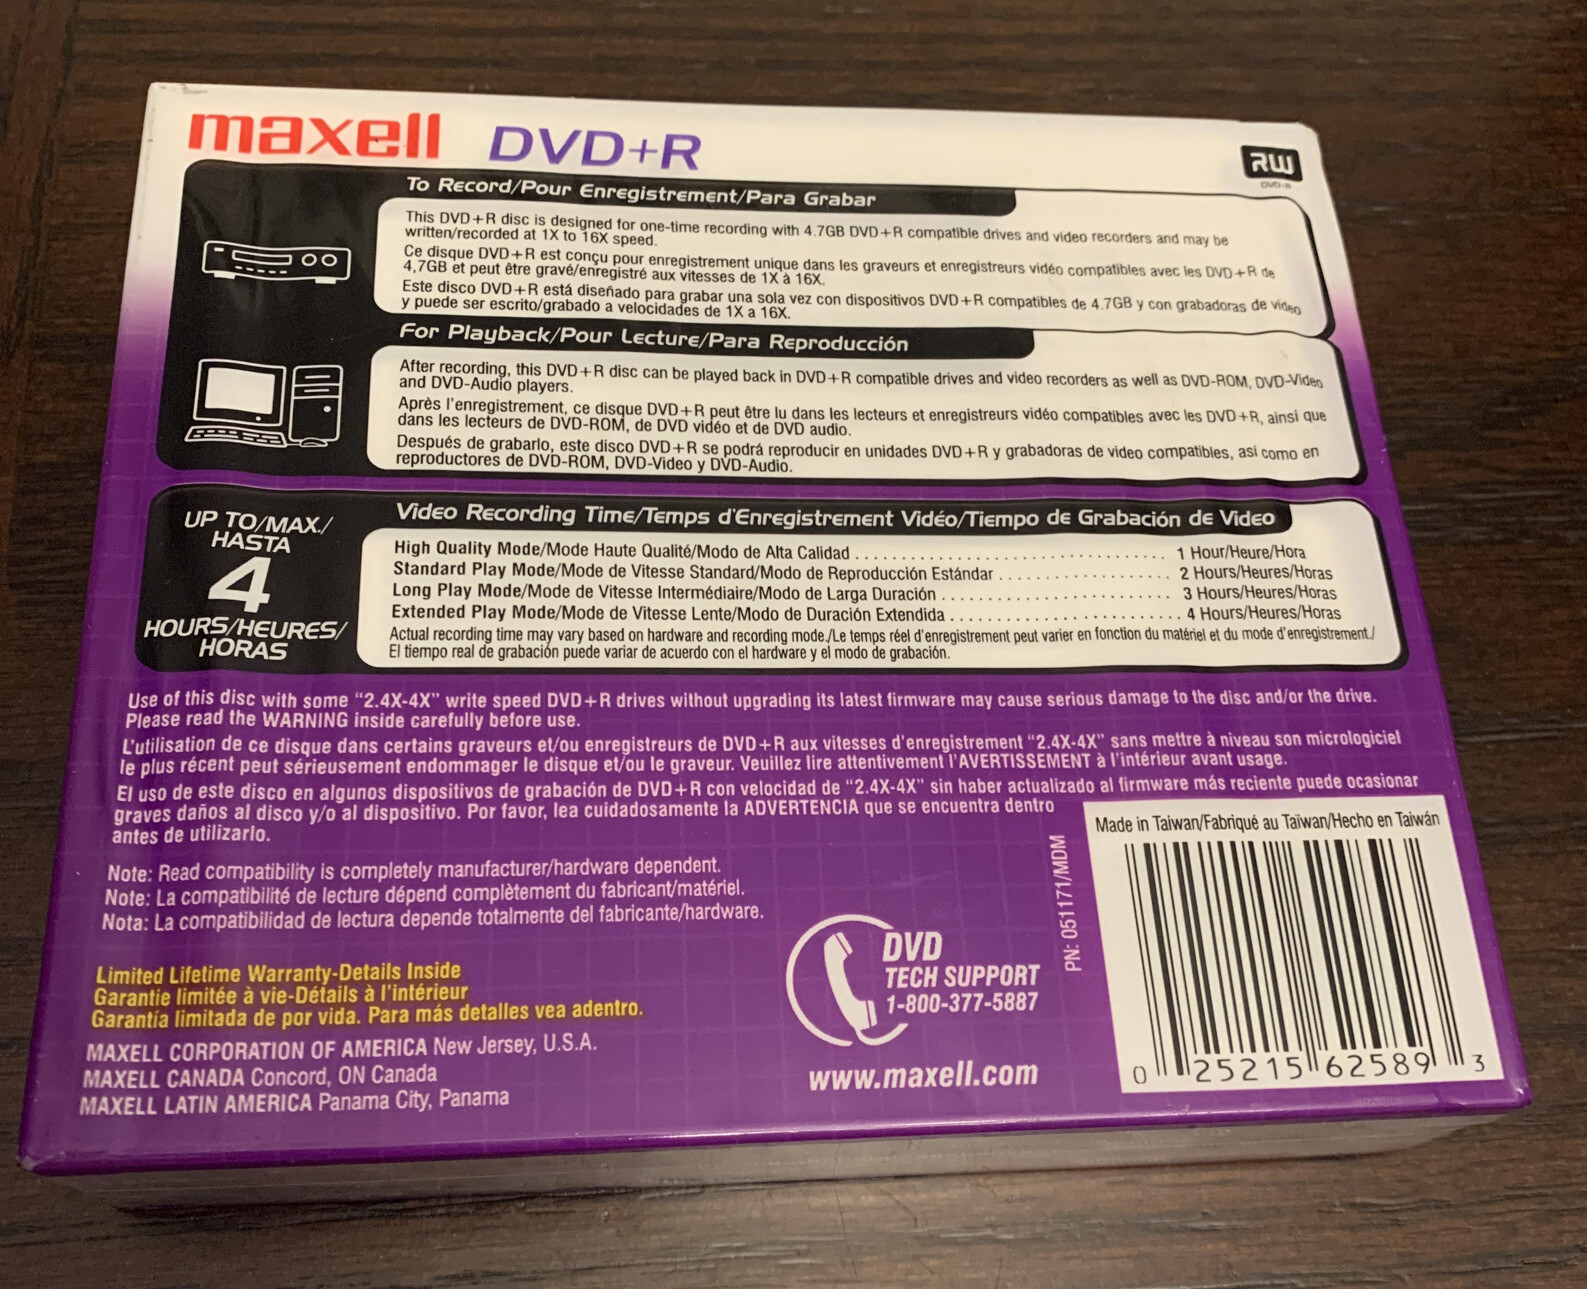 maxell DVD+R
RW
DVD+R
To Record/Pour Enregistrement/Para Grabar
This DVD+R disc is designed for one-time recording with 4.7GB DVD+R compatible drives and video recorders and may be
written/recorded at 1X to 16X speed.
Ce disque DVD+R est conçu pour enregistrement unique dans les graveurs et enregistreurs vidéo compatibles avec les DVD+R de
4,7GB et peut être gravé/enregistré aux vitesses de 1X à 16X.
Este disco DVD+R está diseñado para grabar una sola vez con dispositivos DVD+R compatibles de 4.7GB y con grabadoras de video
y puede ser escrito/grabado a velocidades de 1X a 16X.
For Playback/Pour Lecture/Para Reproducción
After recording, this DVD+R disc can be played back in DVD+R compatible drives and video recorders as well as DVD-ROM, DVD-Video
and DVD-Audio players.
Après l'enregistrement, ce disque DVD+R peut être lu dans les lecteurs et enregistreurs vidéo compatibles avec les DVD+R, ainsi que
dans les lecteurs de DVD-ROM, de DVD vidéo et de DVD audio.
Después de grabarlo, este disco DVD+R se podrá reproducir en unidades DVD+R y grabadoras de video compatibles, asi como en
reproductores de DVD-ROM, DVD-Video y DVD-Audio.
UP TO/MAX./
HASTA
4
HOURS/HEURES/
HORAS
Video Recording Time/Temps d'Enregistrement Vidéo/Tiempo de Grabación de Video
High Quality Mode/Mode Haute Qualité/Modo de Alta Calidad . . . . . . . . . . . . . . . . . . . . . . . . . . . . . . 1 Hour/Heure/Hora
Standard Play Mode/Mode de Vitesse Standard/Modo de Reproducción Estándar . . . . . . . . . . . . . . . . . . . 2 Hours/Heures/Horas
Long Play Mode/Mode de Vitesse Intermédiaire/Modo de Larga Duración . . . . . . . . . . . . . . . . . . . . . . . . . 3 Hours/Heures/Horas
Extended Play Mode/Mode de Vitesse Lente/Modo de Duración Extendida . . . . . . . . . . . . . . . . . . . . . . . . . 4 Hours/Heures/Horas
Actual recording time may vary based on hardware and recording mode./Le temps réel d'enregistrement peut varier en fonction du matériel et du mode d'enregistrement./
El tiempo real de grabación puede variar de acuerdo con el hardware y el modo de grabación.
Use of this disc with some "2.4X-4X" write speed DVD+R drives without upgrading its latest firmware may cause serious damage to the disc and/or the drive.
Please read the WARNING inside carefully before use.
L'utilisation de ce disque dans certains graveurs et/ou enregistreurs de DVD+R aux vitesses d'enregistrement "2.4X-4X" sans mettre à niveau son micrologiciel
le plus récent peut sérieusement endommager le disque et/ou le graveur. Veuillez lire attentivement l'AVERTISSEMENT à l'intérieur avant usage.
El uso de este disco en algunos dispositivos de grabación de DVD+R con velocidad de "2.4X-4X" sin haber actualizado al firmware más reciente puede ocasionar
graves daños al disco y/o al dispositivo. Por favor, lea cuidadosamente la ADVERTENCIA que se encuentra dentro
antes de utilizarlo.
Note: Read compatibility is completely manufacturer/hardware dependent.
Note: La compatibilité de lecture dépend complètement du fabricant/matériel.
Nota: La compatibilidad de lectura depende totalmente del fabricante/hardware.
Limited Lifetime Warranty-Details Inside
Garantie limitée à vie-Détails à l'intérieur
Garantía limitada de por vida. Para más detalles vea adentro.
MAXELL CORPORATION OF AMERICA New Jersey, U.S.A.
MAXELL CANADA Concord, ON Canada
MAXELL LATIN AMERICA Panama City, Panama
DVD
TECH SUPPORT
1-800-377-5887
www.maxell.com
PN: 051171/MDM
Made in Taiwan/Fabriqué au Taïwan/Hecho en Taiwán
0 25215 62589 3